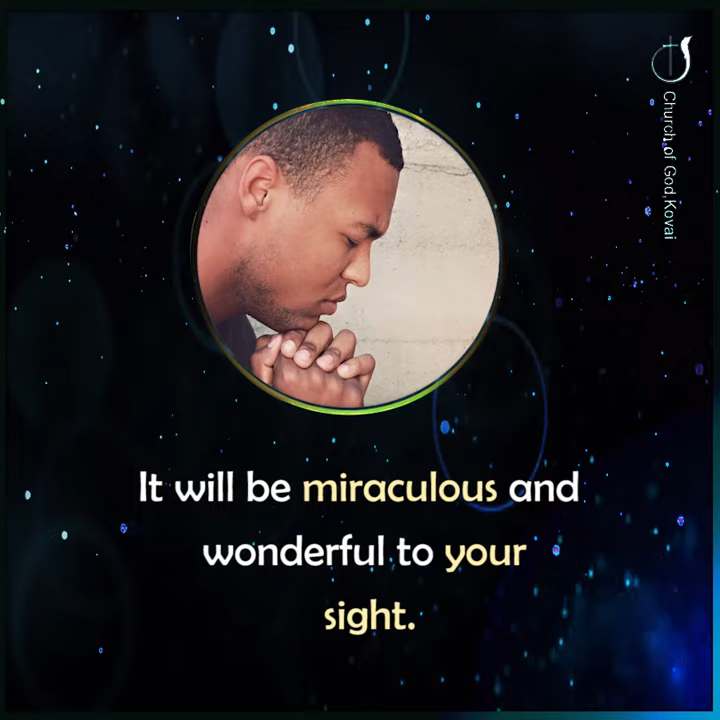 Church of God Kovai
It will be miraculous and
wonderful to your
sight.